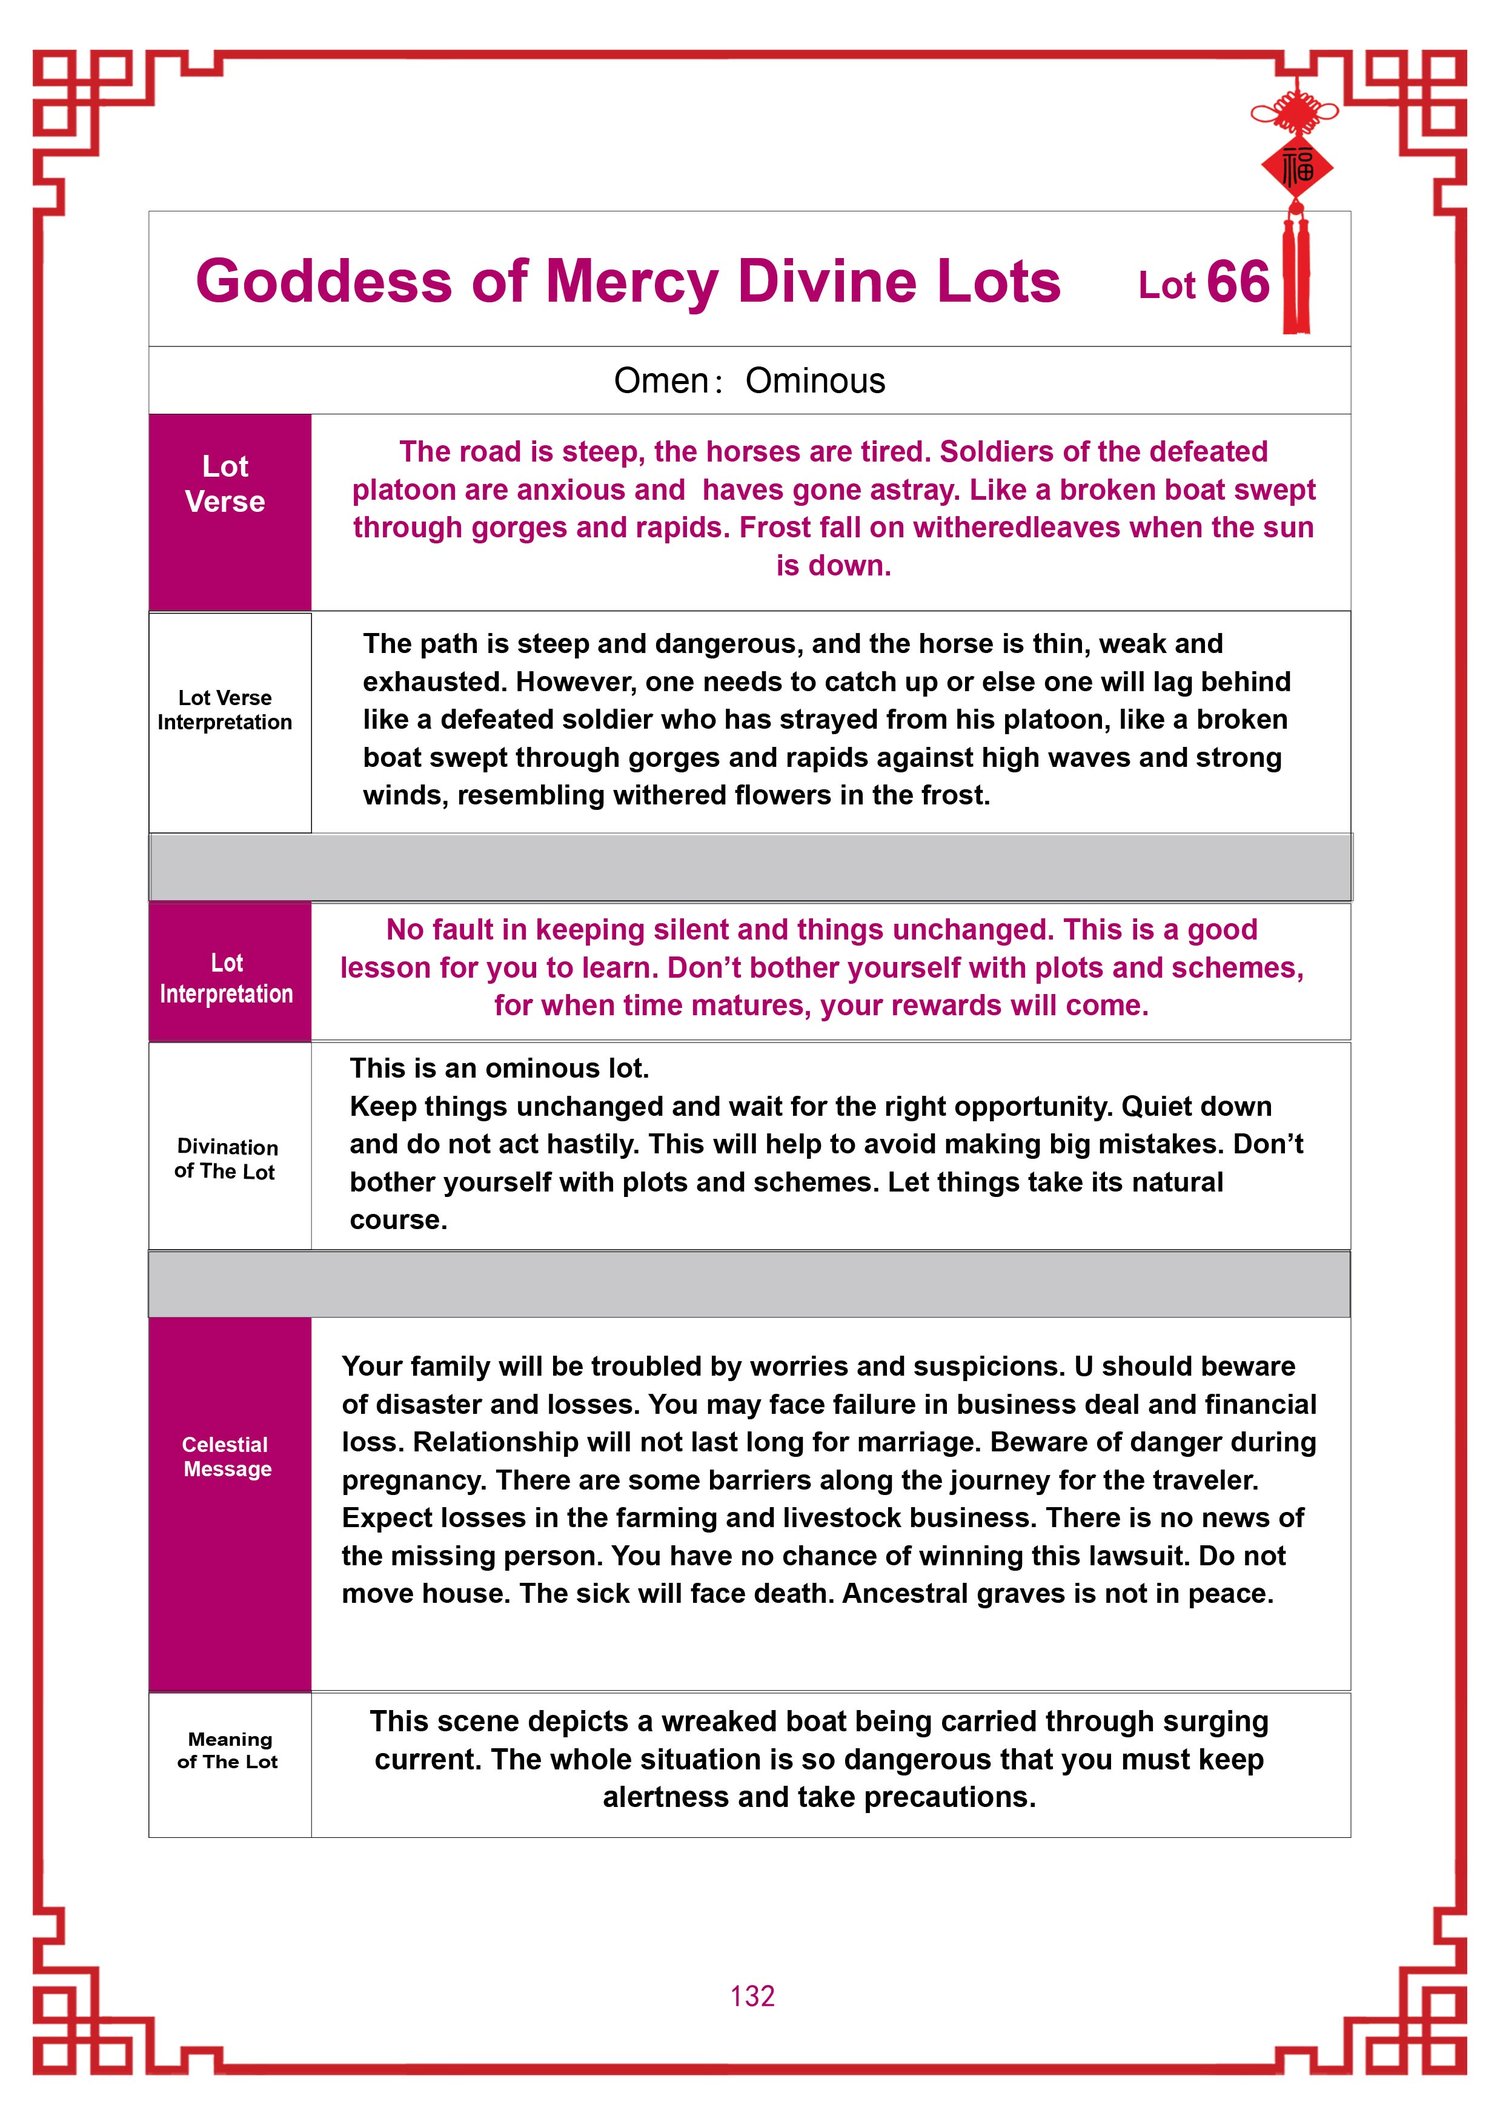 福
Goddess of Mercy Divine Lots Lot 66
Omen: Ominous
Lot
Verse
The road is steep, the horses are tired. Soldiers of the defeated
platoon are anxious and  haves gone astray. Like a broken boat swept
through gorges and rapids. Frost fall on witheredleaves when the sun
is down.
Lot Verse
Interpretation
The path is steep and dangerous, and the horse is thin, weak and
exhausted. However, one needs to catch up or else one will lag behind
like a defeated soldier who has strayed from his platoon, like a broken
boat swept through gorges and rapids against high waves and strong
winds, resembling withered flowers in the frost.
Lot
Interpretation
No fault in keeping silent and things unchanged. This is a good
lesson for you to learn. Don’t bother yourself with plots and schemes,
for when time matures, your rewards will come.
Divination
of The Lot
This is an ominous lot.
Keep things unchanged and wait for the right opportunity. Quiet down
and do not act hastily. This will help to avoid making big mistakes. Don’t
bother yourself with plots and schemes. Let things take its natural
course.
Celestial
Message
Your family will be troubled by worries and suspicions. U should beware
of disaster and losses. You may face failure in business deal and financial
loss. Relationship will not last long for marriage. Beware of danger during
pregnancy. There are some barriers along the journey for the traveler.
Expect losses in the farming and livestock business. There is no news of
the missing person. You have no chance of winning this lawsuit. Do not
move house. The sick will face death. Ancestral graves is not in peace.
Meaning
of The Lot
This scene depicts a wreaked boat being carried through surging
current. The whole situation is so dangerous that you must keep
alertness and take precautions.
132